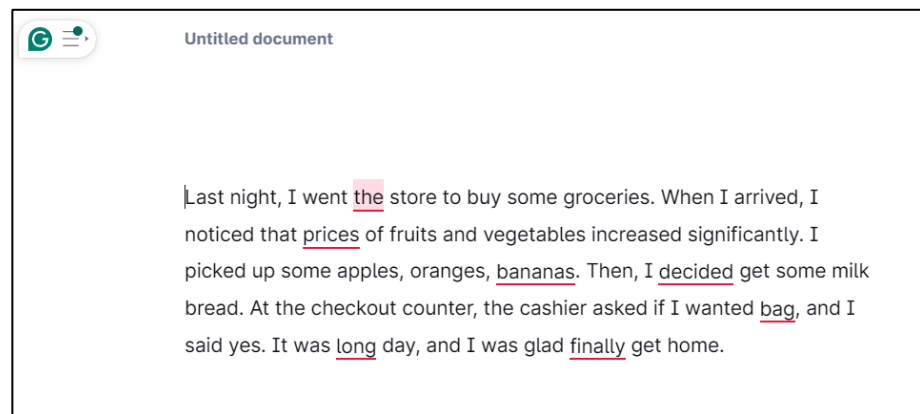 Untitled document
Last night, I went the store to buy some groceries. When I arrived, I
noticed that prices of fruits and vegetables increased significantly. I
picked up some apples, oranges, bananas. Then, I decided get some milk
bread. At the checkout counter, the cashier asked if I wanted bag, and I
said yes. It was long day, and I was glad finally get home.